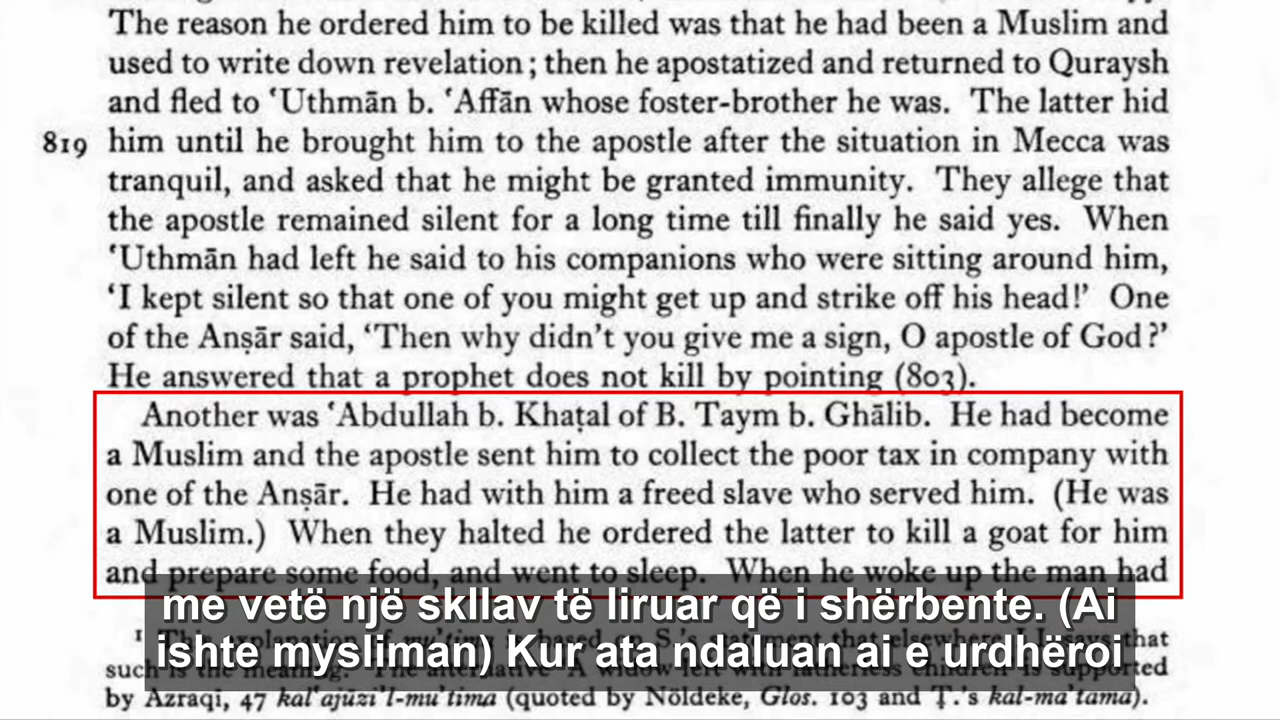 The reason he ordered him to be killed was that he had been a Muslim and
used to write down revelation; then he apostatized and returned to Quraysh
and fled to ʿUthmān b. ʿAffān whose foster-brother he was. The latter hid
819 him until he brought him to the apostle after the situation in Mecca was
tranquil, and asked that he might be granted immunity. They allege that
the apostle remained silent for a long time till finally he said yes. When
ʿUthmān had left he said to his companions who were sitting around him,
‘I kept silent so that one of you might get up and strike off his head!’ One
of the Anṣār said, ‘Then why didn’t you give me a sign, O apostle of God?’
He answered that a prophet does not kill by pointing (803).
Another was ʿAbdullah b. Khaṭal of B. Taym b. Ghālib. He had become
a Muslim and the apostle sent him to collect the poor tax in company with
one of the Anṣār. He had with him a freed slave who served him. (He was
a Muslim.) When they halted he ordered the latter to kill a goat for him
and prepare some food, and went to sleep. When he woke up the man had
me vetë një skllav të liruar që i shërbente. (Ai
ishte mysliman) Kur ata ndaluan ai e urdhëroi
that
such
by Azraqi, 47 kalʿajūzi’l-muʿtima (quoted by Nöldeke, Glos. 103 and Ṭ.’s kal-maʿtama).